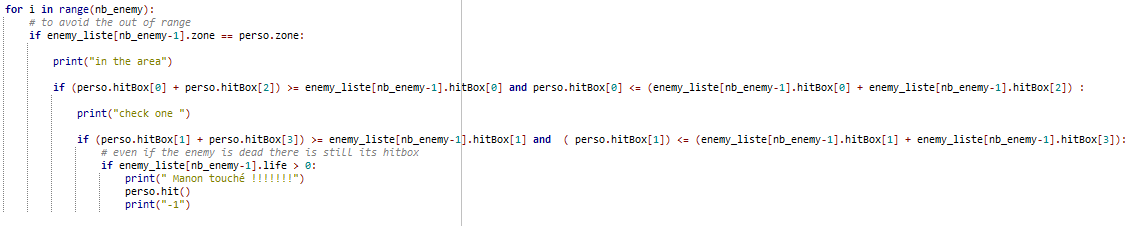 for i in range(nb_enemy):
# to avoid the out of range
if enemy_liste[nb_enemy-1].zone == perso.zone:
print("in the area")
if (perso.hitBox[0] + perso.hitBox[2]) >= enemy_liste[nb_enemy-1].hitBox[0] and perso.hitBox[0] <= (enemy_liste[nb_enemy-1].hitBox[0] + enemy_liste[nb_enemy-1].hitBox[2]) :
print("check one ")
if (perso.hitBox[1] + perso.hitBox[3]) >= enemy_liste[nb_enemy-1].hitBox[1] and  ( perso.hitBox[1]) <= (enemy_liste[nb_enemy-1].hitBox[1] + enemy_liste[nb_enemy-1].hitBox[3]):
# even if the enemy is dead there is still its hitbox
if enemy_liste[nb_enemy-1].life > 0:
print(" Manon touché !!!!!!!")
perso.hit()
print("-1")